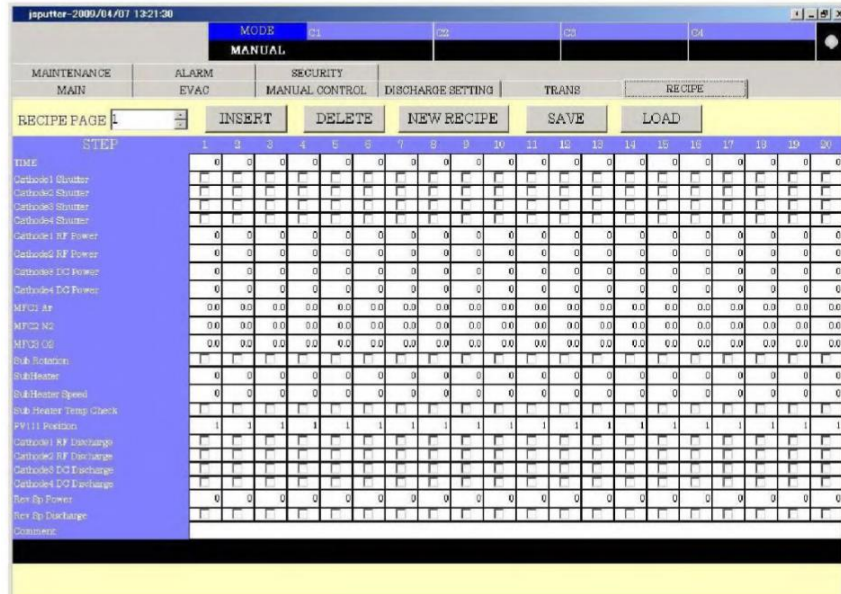 jsputter-2009/04/07 13:21:30
MODE C1 C2 C3 C4
MANUAL
MAINTENANCE ALARM SECURITY
MAIN EVAC MANUAL CONTROL DISCHARGE SETTING TRANS RECIPE
RECIPE PAGE 1 INSERT DELETE NEW RECIPE SAVE LOAD
STEP 1 2 3 4 5 6 7 8 9 10 11 12 13 14 15 16 17 18 19 20
TIME 0 0 0 0 0 0 0 0 0 0 0 0 0 0 0 0 0 0 0 0
Cathode1 Shutter
Cathode2 Shutter
Cathode3 Shutter
Cathode4 Shutter
Cathode1 RF Power 0 0 0 0 0 0 0 0 0 0 0 0 0 0 0 0 0 0 0 0
Cathode2 RF Power 0 0 0 0 0 0 0 0 0 0 0 0 0 0 0 0 0 0 0 0
Cathode3 DC Power 0 0 0 0 0 0 0 0 0 0 0 0 0 0 0 0 0 0 0 0
Cathode4 DC Power 0 0 0 0 0 0 0 0 0 0 0 0 0 0 0 0 0 0 0 0
MFC1 Ar 0.0 0.0 0.0 0.0 0.0 0.0 0.0 0.0 0.0 0.0 0.0 0.0 0.0 0.0 0.0 0.0 0.0 0.0 0.0 0.0
MFC2 N2 0.0 0.0 0.0 0.0 0.0 0.0 0.0 0.0 0.0 0.0 0.0 0.0 0.0 0.0 0.0 0.0 0.0 0.0 0.0 0.0
MFC3 O2 0.0 0.0 0.0 0.0 0.0 0.0 0.0 0.0 0.0 0.0 0.0 0.0 0.0 0.0 0.0 0.0 0.0 0.0 0.0 0.0
Sub Rotation
SubHeater 0 0 0 0 0 0 0 0 0 0 0 0 0 0 0 0 0 0 0 0
SubHeater Speed 0 0 0 0 0 0 0 0 0 0 0 0 0 0 0 0 0 0 0 0
Sub Heater Temp Check
PV111 Position 1 1 1 1 1 1 1 1 1 1 1 1 1 1 1 1 1 1 1 1
Cathode1 RF Discharge
Cathode2 RF Discharge
Cathode3 DC Discharge
Cathode4 DC Discharge
Rev Sp Power 0 0 0 0 0 0 0 0 0 0 0 0 0 0 0 0 0 0 0 0
Rev Sp Discharge
Comment